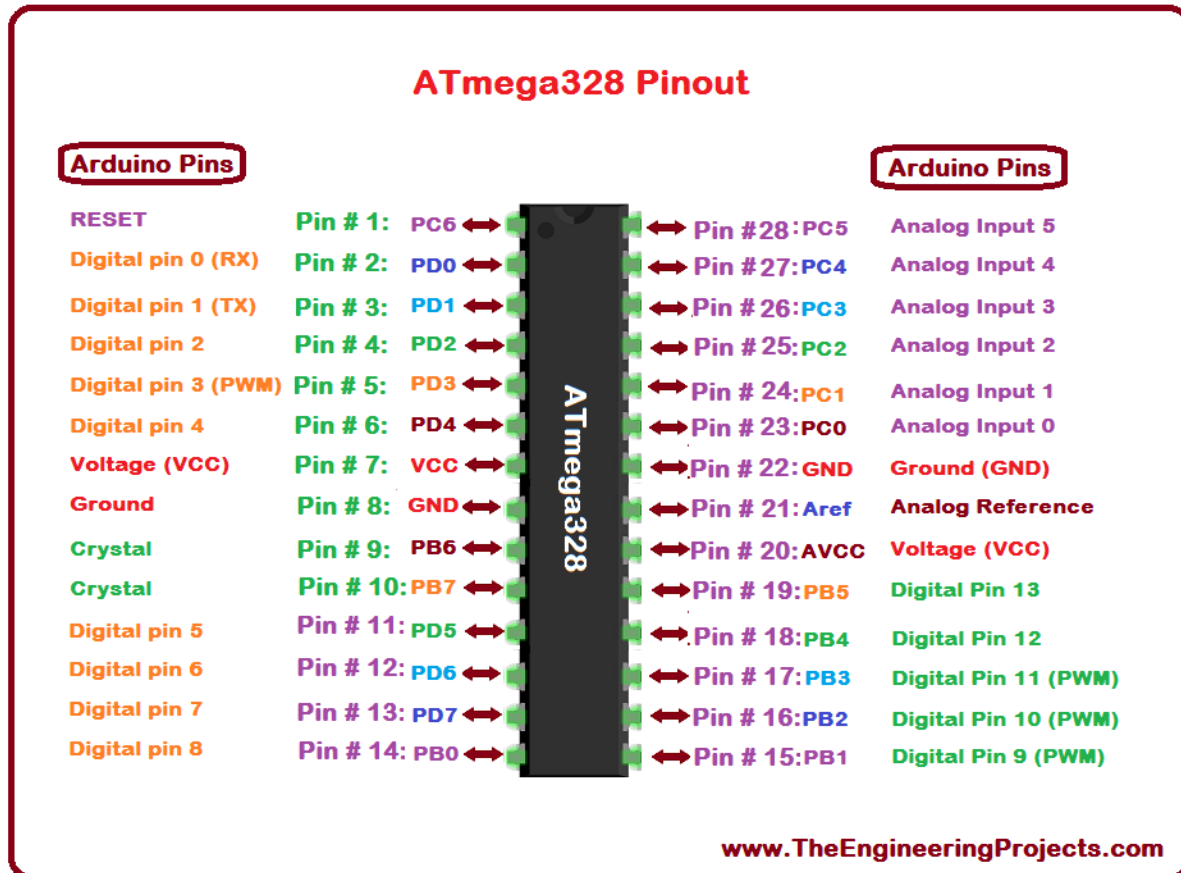 ATmega328 Pinout
Arduino Pins Arduino Pins
RESET Pin # 1: PC6 Pin #28:PC5 Analog Input 5
Digital pin 0 (RX) Pin # 2: PD0 Pin #27:PC4 Analog Input 4
Digital pin 1 (TX) Pin # 3: PD1 Pin #26:PC3 Analog Input 3
Digital pin 2 Pin # 4: PD2 Pin # 25:PC2 Analog Input 2
Digital pin 3 (PWM) Pin # 5: PD3 Pin # 24:PC1 Analog Input 1
Digital pin 4 Pin # 6: PD4 Pin # 23:PC0 Analog Input 0
Voltage (VCC) Pin # 7: VCC Pin # 22:GND Ground (GND)
Ground Pin # 8: GND Pin # 21:Aref Analog Reference
Crystal Pin # 9: PB6 Pin # 20:AVCC Voltage (VCC)
Crystal Pin # 10:PB7 Pin # 19:PB5 Digital Pin 13
Digital pin 5 Pin # 11: PD5 Pin # 18:PB4 Digital Pin 12
Digital pin 6 Pin # 12: PD6 Pin # 17:PB3 Digital Pin 11 (PWM)
Digital pin 7 Pin # 13: PD7 Pin # 16:PB2 Digital Pin 10 (PWM)
Digital pin 8 Pin # 14: PB0 Pin # 15:PB1 Digital Pin 9 (PWM)
ATmega328
www.TheEngineeringProjects.com